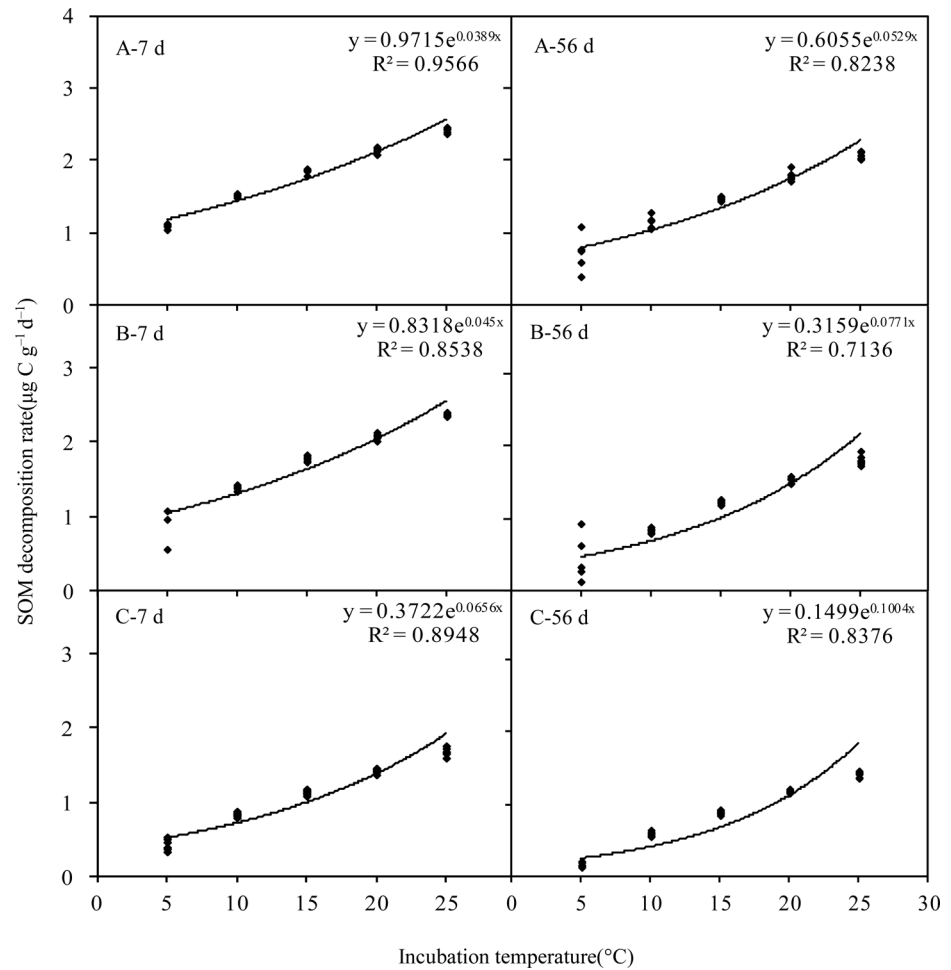 4
A-7 d
y = 0.9715e^0.0389x
R² = 0.9566
A-56 d
y = 0.6055e^0.0529x
R² = 0.8238
3
2
1
0
B-7 d
y = 0.8318e^0.045x
R² = 0.8538
B-56 d
y = 0.3159e^0.0771x
R² = 0.7136
3
2
1
0
C-7 d
y = 0.3722e^0.0656x
R² = 0.8948
C-56 d
y = 0.1499e^0.1004x
R² = 0.8376
3
2
1
0
SOM decomposition rate(μg C g⁻¹ d⁻¹)
0 5 10 15 20 25 0 5 10 15 20 25 30
Incubation temperature(°C)